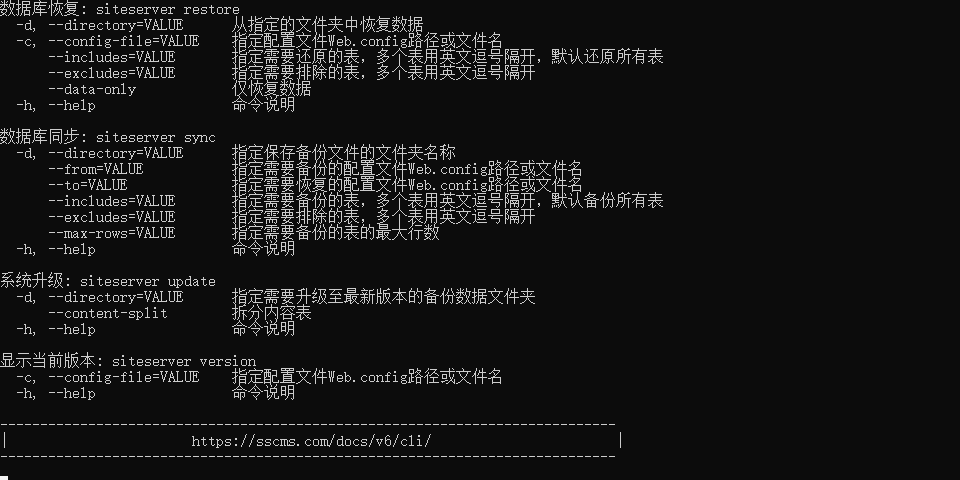 数据库恢复: siteserver restore
-d, --directory=VALUE 从指定的文件夹中恢复数据
-c, --config-file=VALUE 指定配置文件Web.config路径或文件名
--includes=VALUE 指定需要还原的表，多个表用英文逗号隔开，默认还原所有表
--excludes=VALUE 指定需要排除的表，多个表用英文逗号隔开
--data-only 仅恢复数据
-h, --help 命令说明
数据库同步: siteserver sync
-d, --directory=VALUE 指定保存备份文件的文件夹名称
--from=VALUE 指定需要备份的配置文件Web.config路径或文件名
--to=VALUE 指定需要恢复的配置文件Web.config路径或文件名
--includes=VALUE 指定需要备份的表，多个表用英文逗号隔开，默认备份所有表
--excludes=VALUE 指定需要排除的表，多个表用英文逗号隔开
--max-rows=VALUE 指定需要备份的表的最大行数
-h, --help 命令说明
系统升级: siteserver update
-d, --directory=VALUE 指定需要升级至最新版本的备份数据文件夹
--content-split 拆分内容表
-h, --help 命令说明
显示当前版本: siteserver version
-c, --config-file=VALUE 指定配置文件Web.config路径或文件名
-h, --help 命令说明
-----------------------------------------------------------------------------
| https://sscms.com/docs/v6/cli/ |
-----------------------------------------------------------------------------